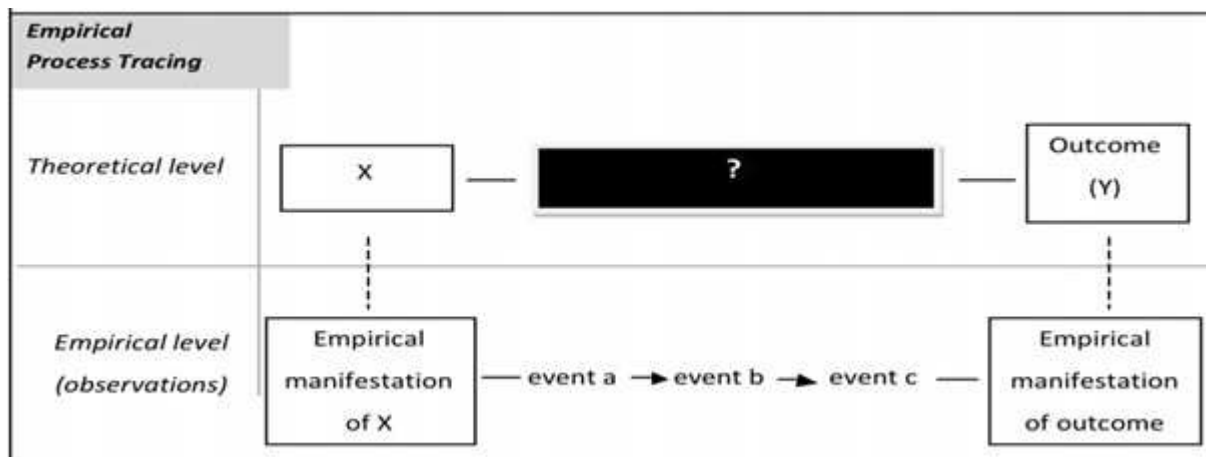 Empirical
Process Tracing
Theoretical level
X
?
Outcome
(Y)
Empirical level
(observations)
Empirical
manifestation
of X
event a
event b
event c
Empirical
manifestation
of outcome